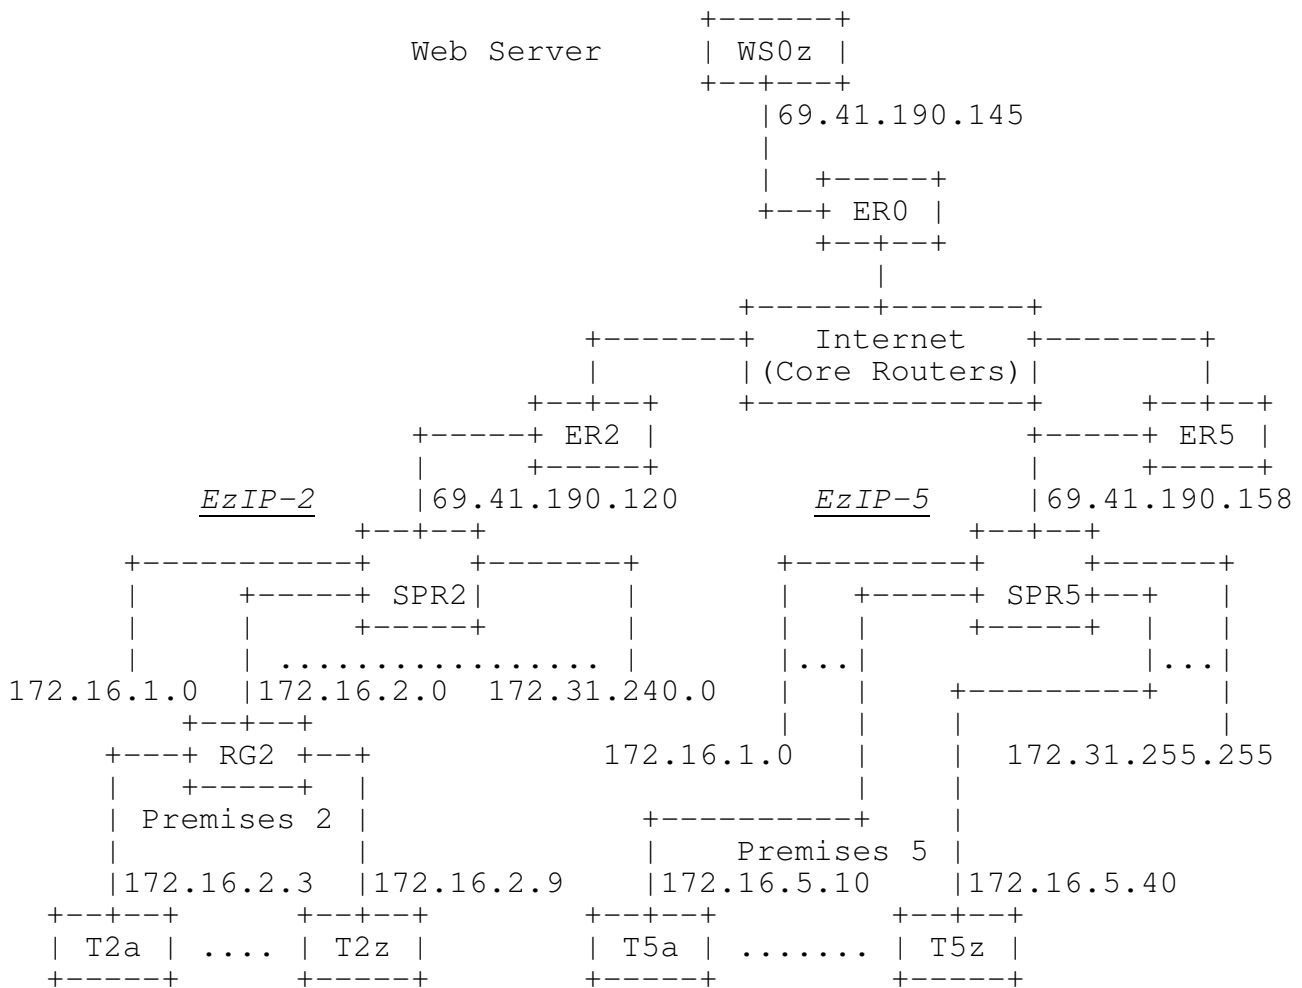 Web Server WS0z
69.41.190.145
ER0
Internet
(Core Routers)
ER2 ER5
EzIP-2 69.41.190.120 EzIP-5 69.41.190.158
SPR2 SPR5
................. ... ...
172.16.1.0 172.16.2.0 172.31.240.0
RG2 172.16.1.0 172.31.255.255
Premises 2
Premises 5
172.16.2.3 172.16.2.9 172.16.5.10 172.16.5.40
T2a .... T2z T5a ....... T5z